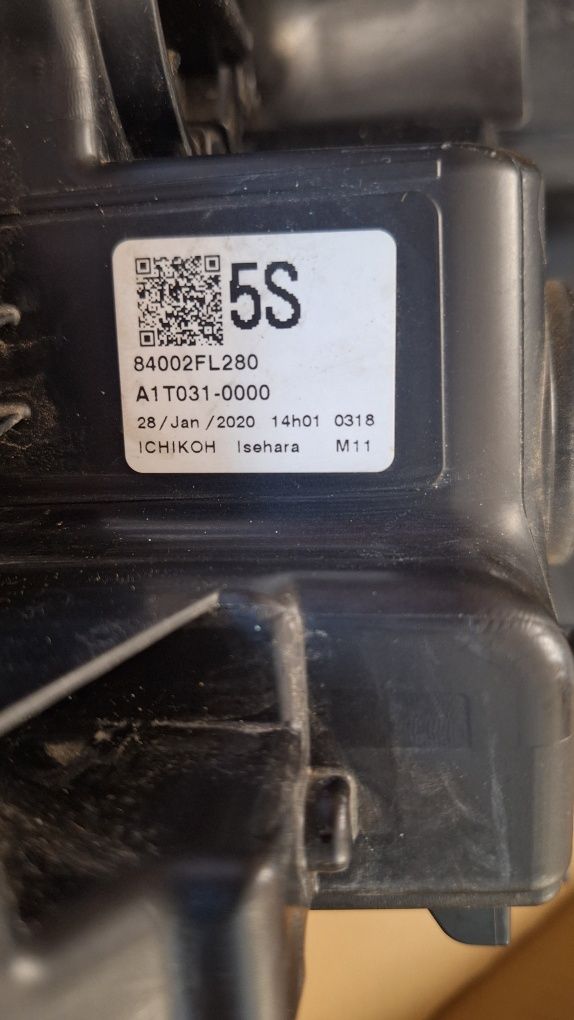 5S
84002FL280
A1T031-0000
28/Jan/2020 14h01 0318
ICHIKOH Isehara M11